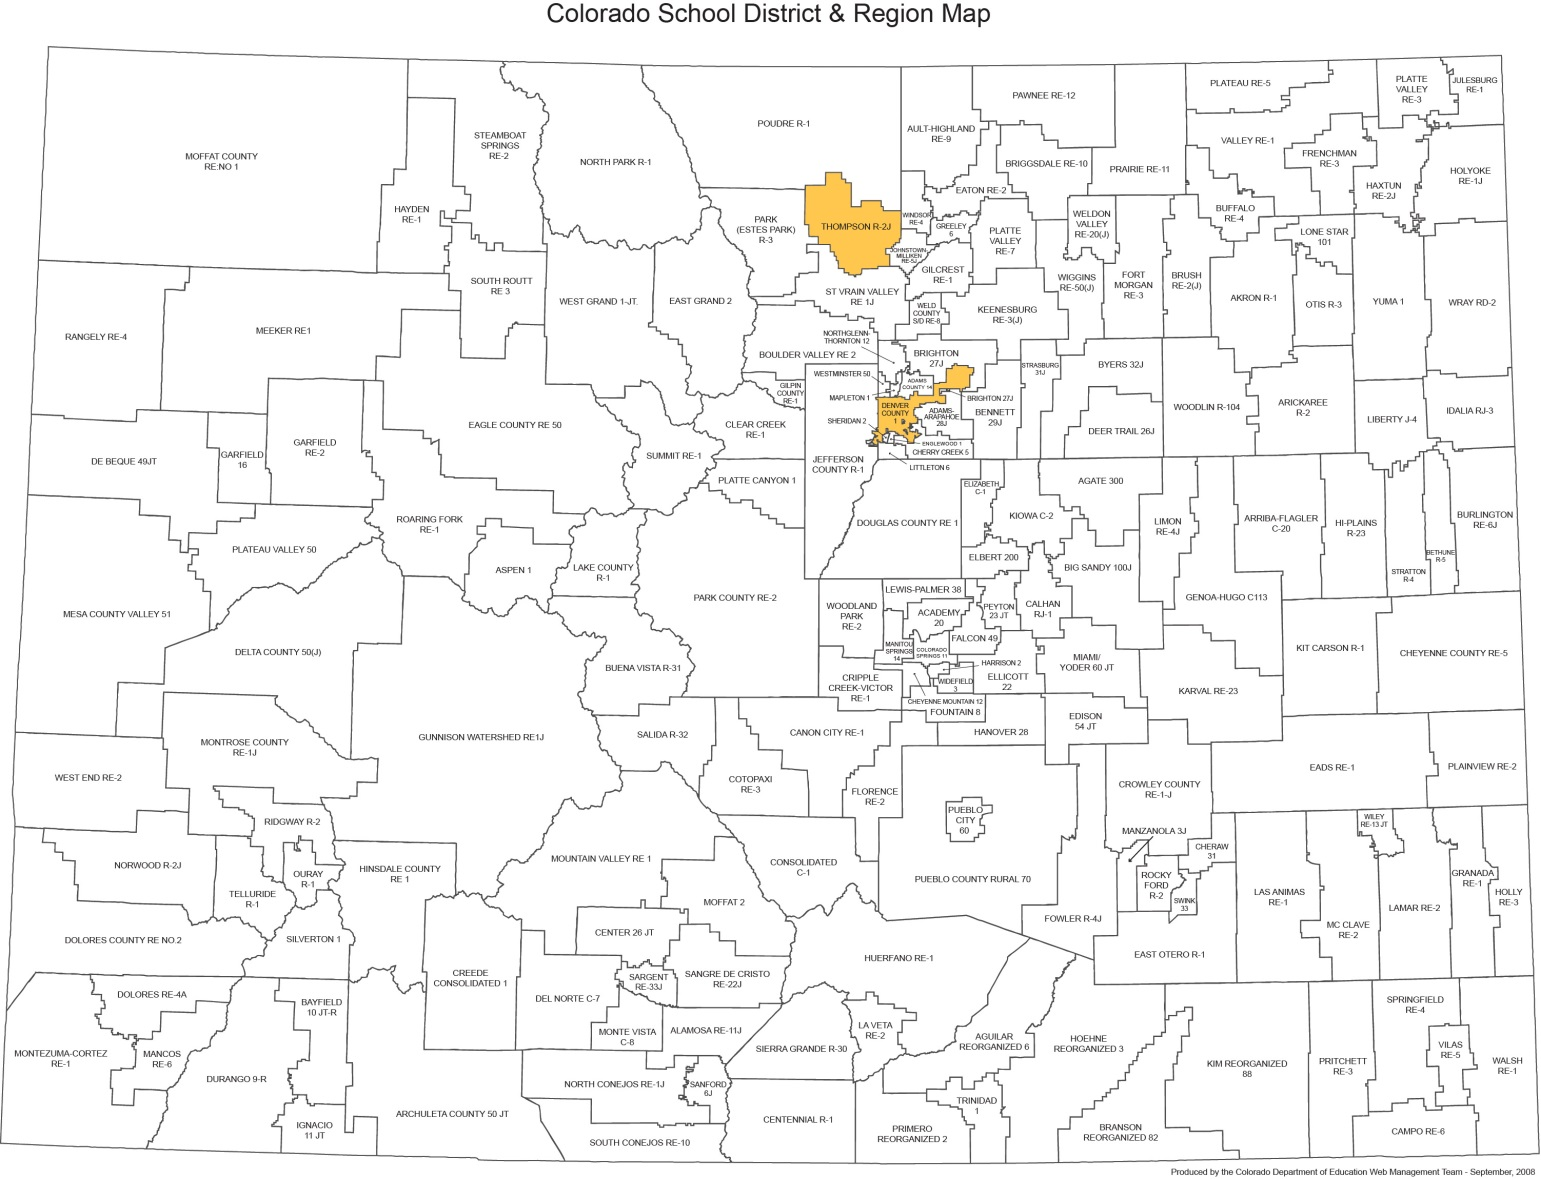 Colorado School District & Region Map
MOFFAT COUNTY
RE:NO 1
HAYDEN
RE-1
STEAMBOAT
SPRINGS
RE-2
NORTH PARK R-1
POUDRE R-1
AULT-HIGHLAND
RE-9
PAWNEE RE-12
BRIGGSDALE RE-10
PRAIRIE RE-11
PLATEAU RE-5
VALLEY RE-1
PLATTE
VALLEY
RE-3
JULESBURG
RE-1
FRENCHMAN
RE-3
HAXTUN
RE-2J
HOLYOKE
RE-1J
BUFFALO
RE-4
LONE STAR
101
EATON RE-2
WINDSOR
RE-4
GREELEY
6
PLATTE
VALLEY
RE-7
WELDON
VALLEY
RE-20(J)
PARK
(ESTES PARK)
R-3
THOMPSON R-2J
JOHNSTOWN-
MILLIKEN
RE-5J
GILCREST
RE-1
ST VRAIN VALLEY
RE 1J
WELD
COUNTY
S/D RE-8
KEENESBURG
RE-3(J)
WIGGINS
RE-50(J)
FORT
MORGAN
RE-3
BRUSH
RE-2(J)
AKRON R-1
OTIS R-3
YUMA 1
WRAY RD-2
SOUTH ROUTT
RE 3
WEST GRAND 1-JT.
EAST GRAND 2
RANGELY RE-4
MEEKER RE1
NORTHGLENN-
THORNTON 12
BOULDER VALLEY RE 2
BRIGHTON
27J
WESTMINSTER 50
ADAMS
COUNTY 14
MAPLETON 1
BRIGHTON 27J
DENVER
COUNTY
1
ADAMS-
ARAPAHOE
28J
SHERIDAN 2
ENGLEWOOD 1
CHERRY CREEK 5
LITTLETON 6
BENNETT
29J
STRASBURG
31J
BYERS 32J
DEER TRAIL 26J
WOODLIN R-104
ARICKAREE
R-2
LIBERTY J-4
IDALIA RJ-3
GILPIN
COUNTY
RE-1
CLEAR CREEK
RE-1
JEFFERSON
COUNTY R-1
PLATTE CANYON 1
SUMMIT RE-1
EAGLE COUNTY RE 50
GARFIELD
RE-2
GARFIELD
16
DE BEQUE 49JT
ROARING FORK
RE-1
PLATEAU VALLEY 50
ASPEN 1
LAKE COUNTY
R-1
PARK COUNTY RE-2
DOUGLAS COUNTY RE 1
ELIZABETH
C-1
KIOWA C-2
AGATE 300
ELBERT 200
BIG SANDY 100J
LIMON
RE-4J
ARRIBA-FLAGLER
C-20
HI-PLAINS
R-23
STRATTON
R-4
BETHUNE
R-5
BURLINGTON
RE-6J
GENOA-HUGO C113
MESA COUNTY VALLEY 51
DELTA COUNTY 50(J)
BUENA VISTA R-31
WOODLAND
PARK
RE-2
LEWIS-PALMER 38
ACADEMY
20
PEYTON
23 JT
CALHAN
RJ-1
FALCON 49
MANITOU
SPRINGS
14
COLORADO
SPRINGS 11
HARRISON 2
WIDEFIELD
3
ELLICOTT
22
MIAMI/
YODER 60 JT
KIT CARSON R-1
CHEYENNE COUNTY RE-5
KARVAL RE-23
CRIPPLE
CREEK-VICTOR
RE-1
CHEYENNE MOUNTAIN 12
FOUNTAIN 8
HANOVER 28
EDISON
54 JT
MONTROSE COUNTY
RE-1J
GUNNISON WATERSHED RE1J
SALIDA R-32
CANON CITY RE-1
COTOPAXI
RE-3
FLORENCE
RE-2
WEST END RE-2
EADS RE-1
PLAINVIEW RE-2
CROWLEY COUNTY
RE-1-J
PUEBLO
CITY
60
RIDGWAY R-2
NORWOOD R-2J
TELLURIDE
R-1
OURAY
R-1
HINSDALE COUNTY
RE 1
MOUNTAIN VALLEY RE 1
CONSOLIDATED
C-1
PUEBLO COUNTY RURAL 70
MANZANOLA 3J
CHERAW
31
ROCKY
FORD
R-2
SWINK
33
FOWLER R-4J
EAST OTERO R-1
LAS ANIMAS
RE-1
MC CLAVE
RE-2
WILEY
RE-13 JT
LAMAR RE-2
GRANADA
RE-1
HOLLY
RE-3
MOFFAT 2
CENTER 26 JT
DOLORES COUNTY RE NO.2
SILVERTON 1
CREEDE
CONSOLIDATED 1
DEL NORTE C-7
SARGENT
RE-33J
SANGRE DE CRISTO
RE-22J
HUERFANO RE-1
DOLORES RE-4A
BAYFIELD
10 JT-R
MONTE VISTA
C-8
ALAMOSA RE-11J
SIERRA GRANDE R-30
LA VETA
RE-2
AGUILAR
REORGANIZED 6
HOEHNE
REORGANIZED 3
KIM REORGANIZED
88
PRITCHETT
RE-3
SPRINGFIELD
RE-4
VILAS
RE-5
WALSH
RE-1
MONTEZUMA-CORTEZ
RE-1
MANCOS
RE-6
DURANGO 9-R
IGNACIO
11 JT
ARCHULETA COUNTY 50 JT
NORTH CONEJOS RE-1J
SANFORD
6J
SOUTH CONEJOS RE-10
CENTENNIAL R-1
PRIMERO
REORGANIZED 2
TRINIDAD
1
BRANSON
REORGANIZED 82
CAMPO RE-6
Produced by the Colorado Department of Education Web Management Team - September, 2008